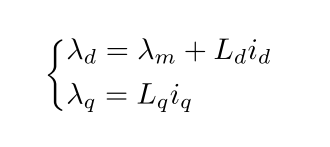 λ_d = λ_m + L_d i_d
λ_q = L_q i_q